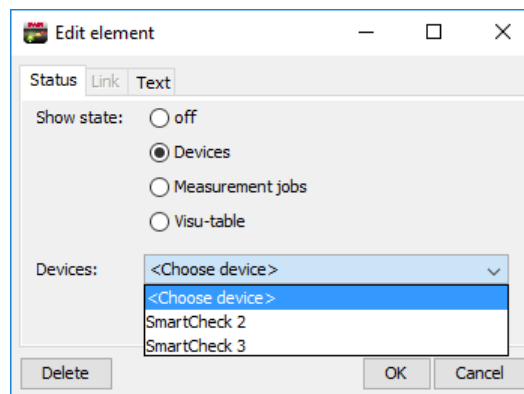 Edit element
Status Link Text
Show state: off
Devices
Measurement jobs
Visu-table
Devices: <Choose device>
<Choose device>
SmartCheck 2
SmartCheck 3
Delete OK Cancel